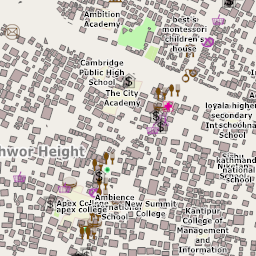 Ambition
Academy
best's
montessori
children's
house
Cambridge
Public High
School
The City
Academy
loyala higher
secondary
School
hwor Height
kathmand
national
school
Ambience
International
School
Apex College
apex college
New Summit
College
Kantipur
College of
Management
and
Information